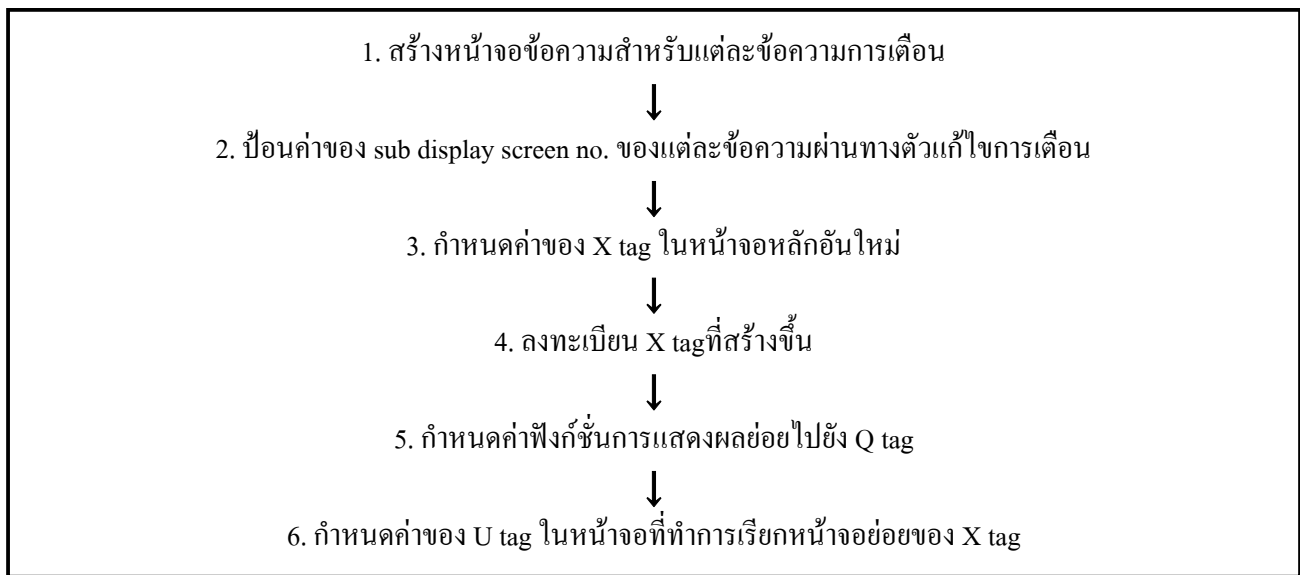 1. สร้างหน้าจอข้อความสำหรับแต่ละข้อความการเตือน
2. ป้อนค่าของ sub display screen no. ของแต่ละข้อความผ่านทางตัวแก้ไขการเตือน
3. กำหนดค่าของ X tag ในหน้าจอหลักอันใหม่
4. ลงทะเบียน X tagที่สร้างขึ้น
5. กำหนดค่าฟังก์ชั่นการแสดงผลย่อยไปยัง Q tag
6. กำหนดค่าของ U tag ในหน้าจอที่ทำการเรียกหน้าจอย่อยของ X tag